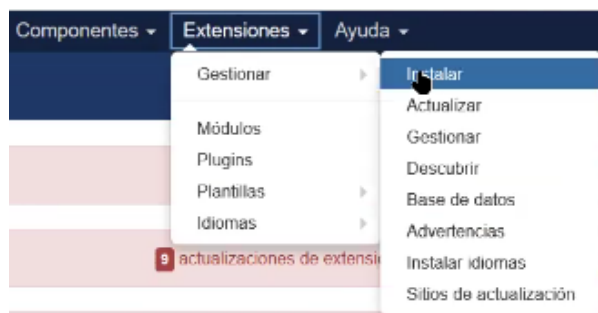 Componentes Extensiones Ayuda
Gestionar
Módulos
Plugins
Plantillas
Idiomas
Instalar
Actualizar
Gestionar
Descubrir
Base de datos
Advertencias
Instalar idiomas
Sitios de actualización
9 actualizaciones de extensi